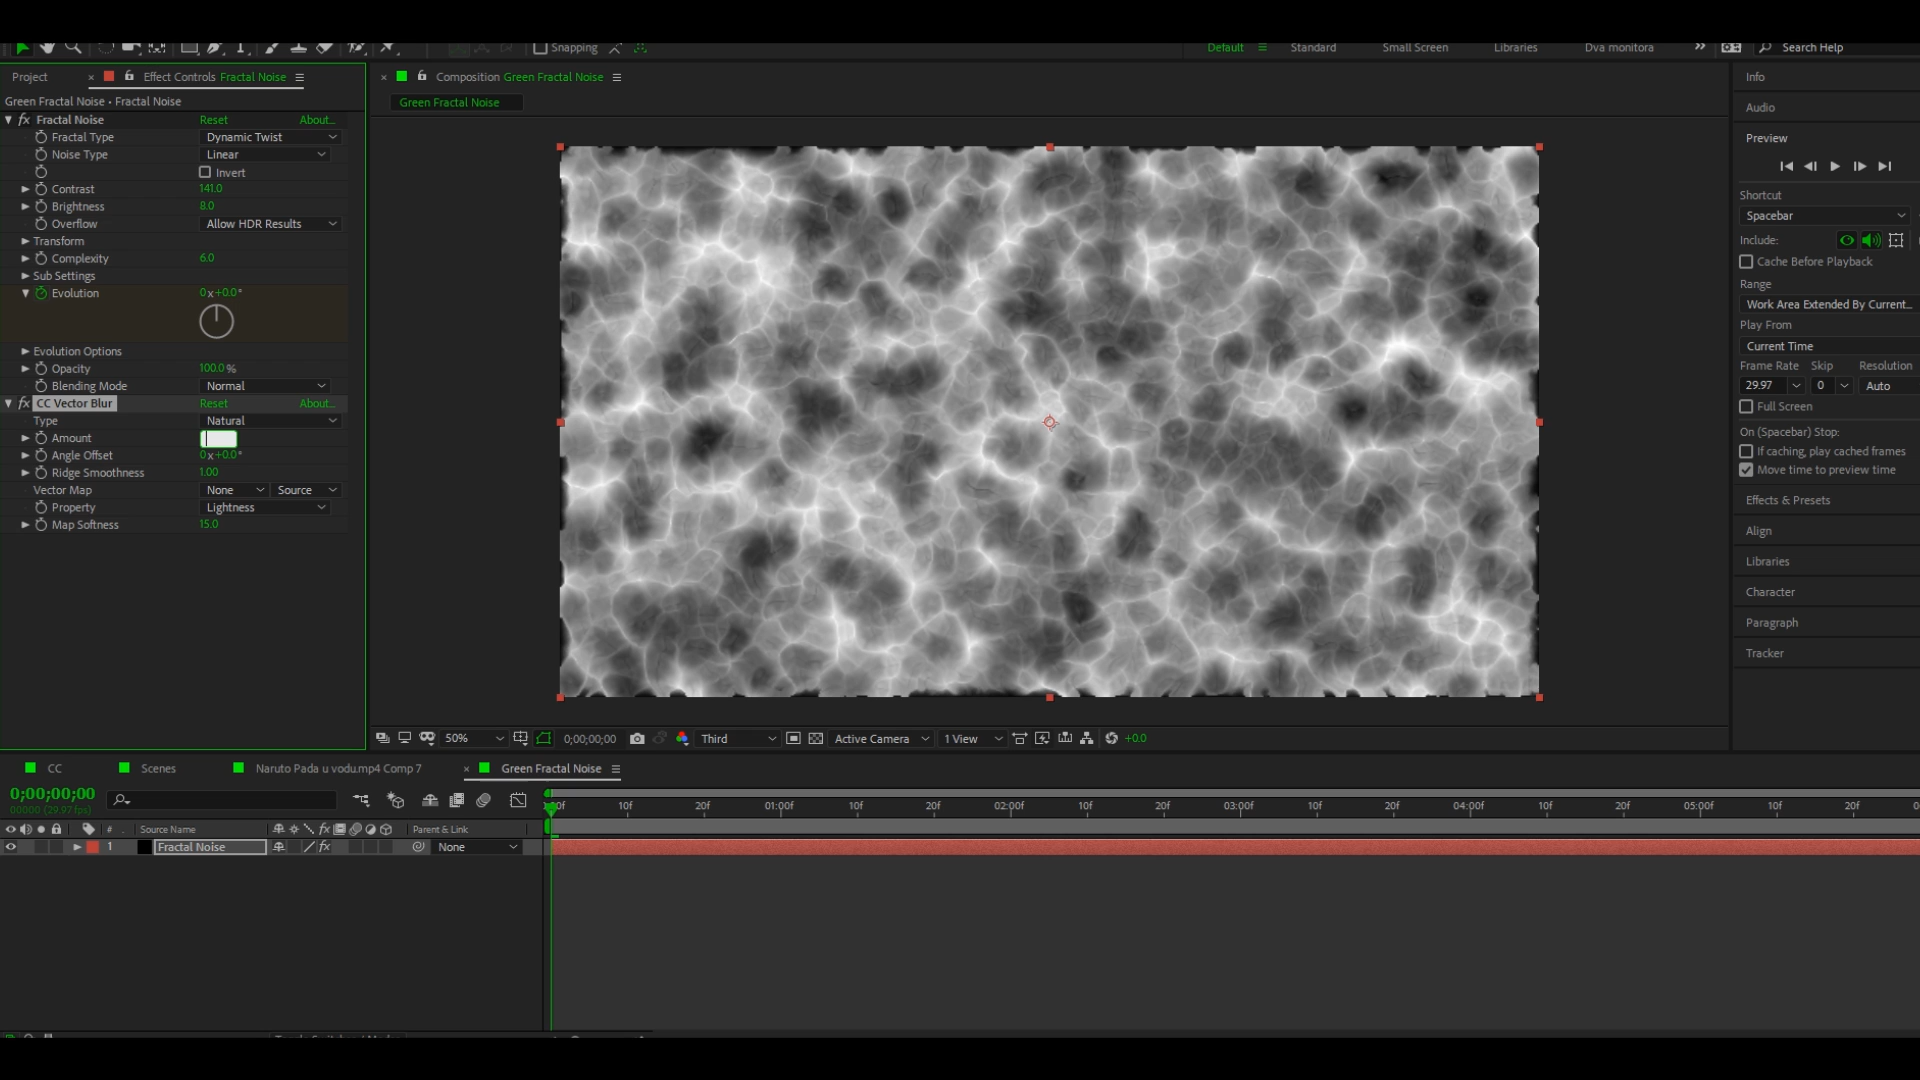 Snapping
Default
Standard
Small Screen
Libraries
Dva monitora
Search Help
Project
Effect Controls Fractal Noise
Composition Green Fractal Noise
Green Fractal Noise • Fractal Noise
Green Fractal Noise
fx Fractal Noise Reset About...
Fractal Type Dynamic Twist
Noise Type Linear
Invert
Contrast 141.0
Brightness 8.0
Overflow Allow HDR Results
Transform
Complexity 6.0
Sub Settings
Evolution 0x+0.0°
Evolution Options
Opacity 100.0 %
Blending Mode Normal
fx CC Vector Blur Reset About...
Type Natural
Amount
Angle Offset 0x+0.0°
Ridge Smoothness 1.00
Vector Map None Source
Property Lightness
Map Softness 15.0
Info
Audio
Preview
Shortcut
Spacebar
Include:
Cache Before Playback
Range
Work Area Extended By Current...
Play From
Current Time
Frame Rate Skip Resolution
29.97 0 Auto
Full Screen
On (Spacebar) Stop:
If caching, play cached frames
Move time to preview time
Effects & Presets
Align
Libraries
Character
Paragraph
Tracker
50% 0;00;00;00 Third Active Camera 1 View +0.0
CC
Scenes
Naruto Pada u vodu.mp4 Comp 7
Green Fractal Noise
0;00;00;00
00000 (29.97 fps)
10f 20f 01:00f 10f 20f 02:00f 10f 20f 03:00f 10f 20f 04:00f 10f 20f 05:00f 10f 20f
# Source Name fx Parent & Link
1 Fractal Noise fx None